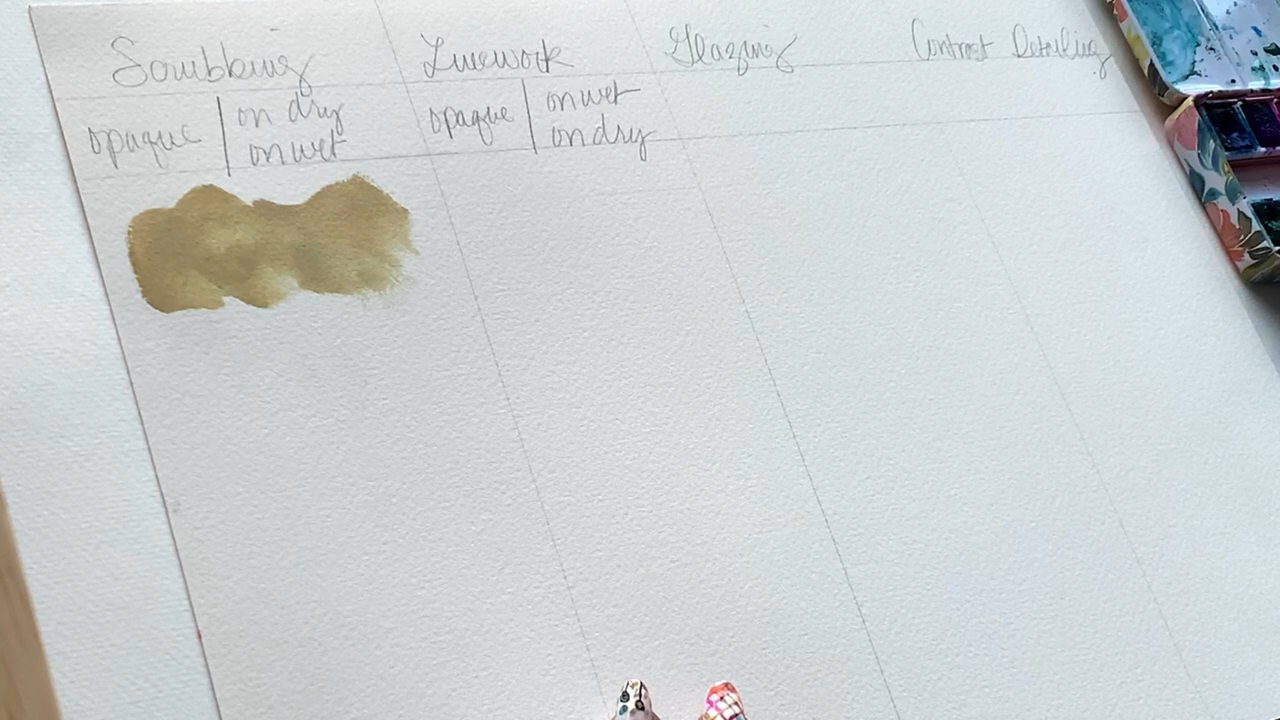 Scrubbing Linework Glazing Contrast Detailing
opaque | on dry opaque | on wet
on wet on dry